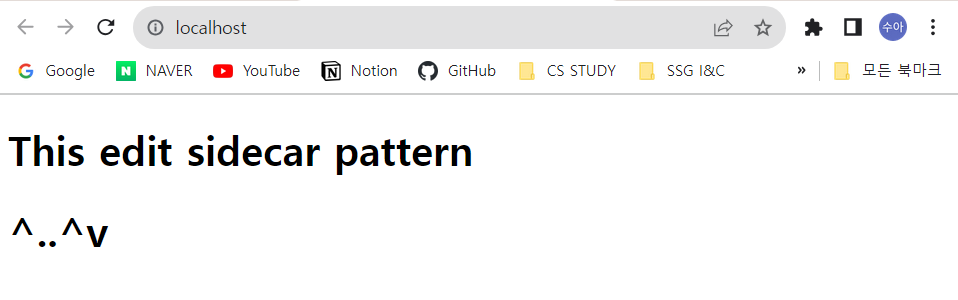 localhost
수아
Google NAVER YouTube Notion GitHub CS STUDY SSG I&C » 모든 북마크
This edit sidecar pattern
^..^v